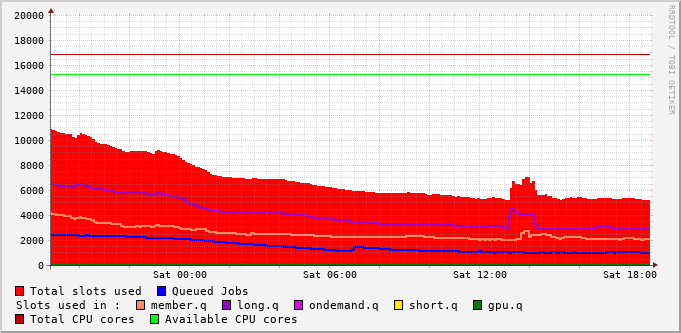 20000
18000
16000
14000
12000
10000
8000
6000
4000
2000
0
Sat 00:00 Sat 06:00 Sat 12:00 Sat 18:00
RRDTOOL / TOBI OETIKER
Total slots used Queued Jobs
Slots used in : member.q long.q ondemand.q short.q gpu.q
Total CPU cores Available CPU cores